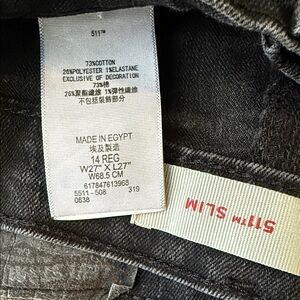 511™
73%COTTON
26%POLYESTER 1%ELASTANE
EXCLUSIVE OF DECORATION
73%棉
26%聚酯纖維 1%彈性纖維
不包括裝飾部分
MADE IN EGYPT
埃及製造
14 REG
W27" X L27"
W68.5 CM
617847613968
5511-508 319
0638
511™ SLIM